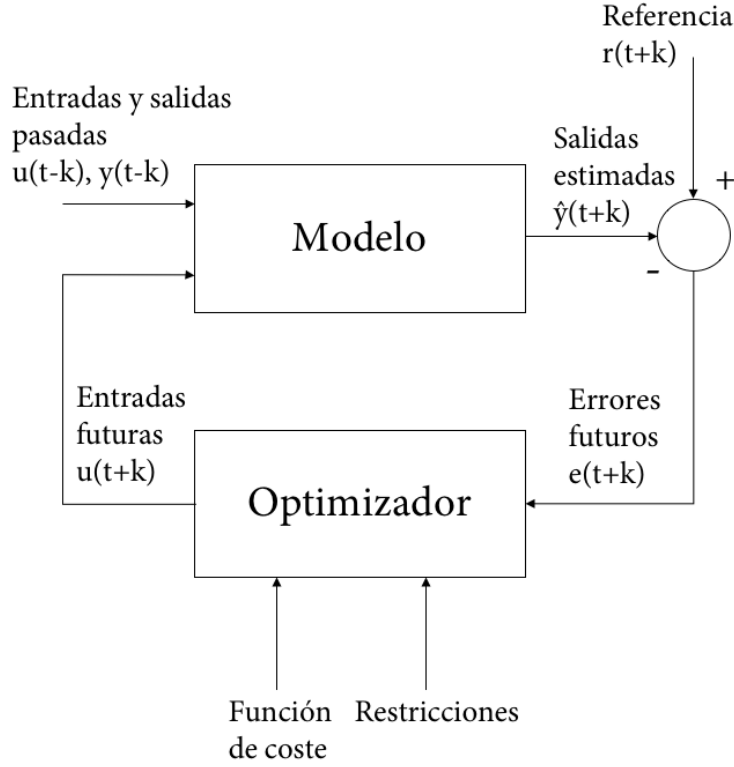 Referencia
r(t+k)
Entradas y salidas
pasadas
u(t-k), y(t-k)
Salidas
estimadas
ŷ(t+k)
+
Modelo
-
Entradas
futuras
u(t+k)
Errores
futuros
e(t+k)
Optimizador
Función
de coste
Restricciones